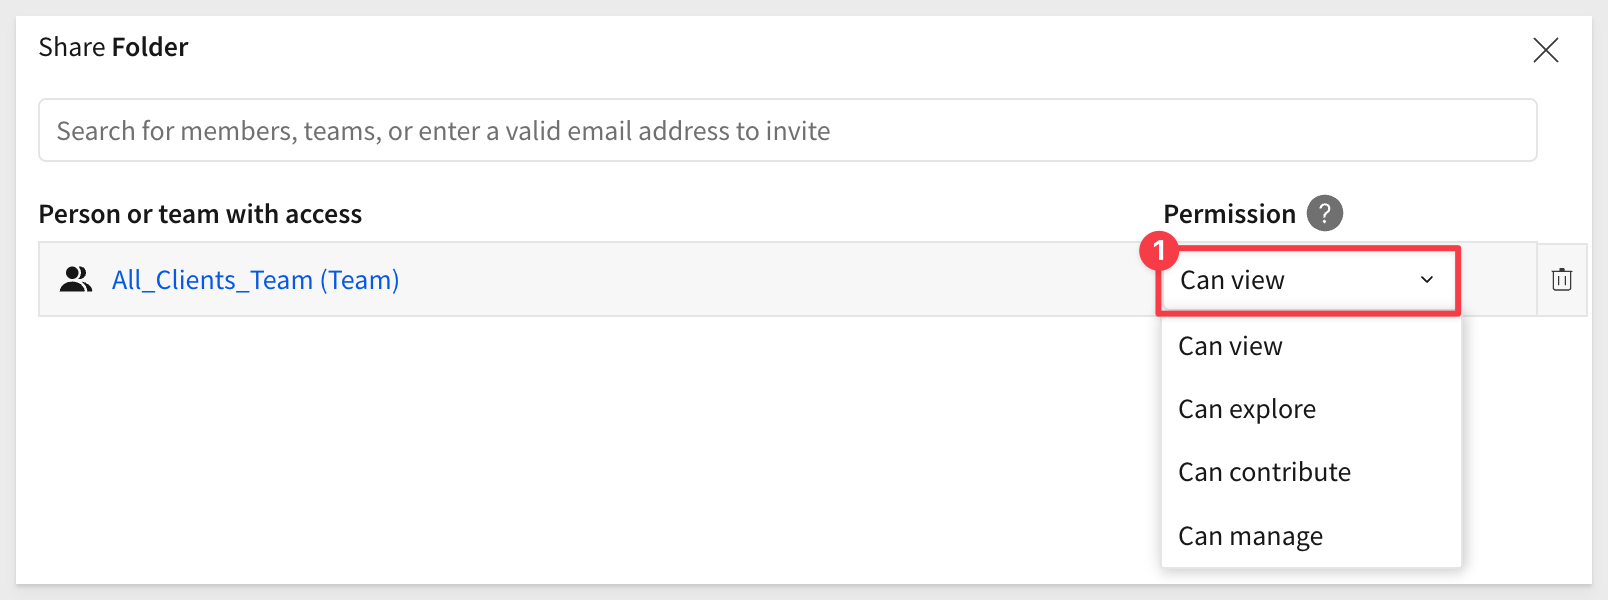 Share Folder
Search for members, teams, or enter a valid email address to invite
Person or team with access
Permission ?
1
All_Clients_Team (Team)
Can view
Can view
Can explore
Can contribute
Can manage